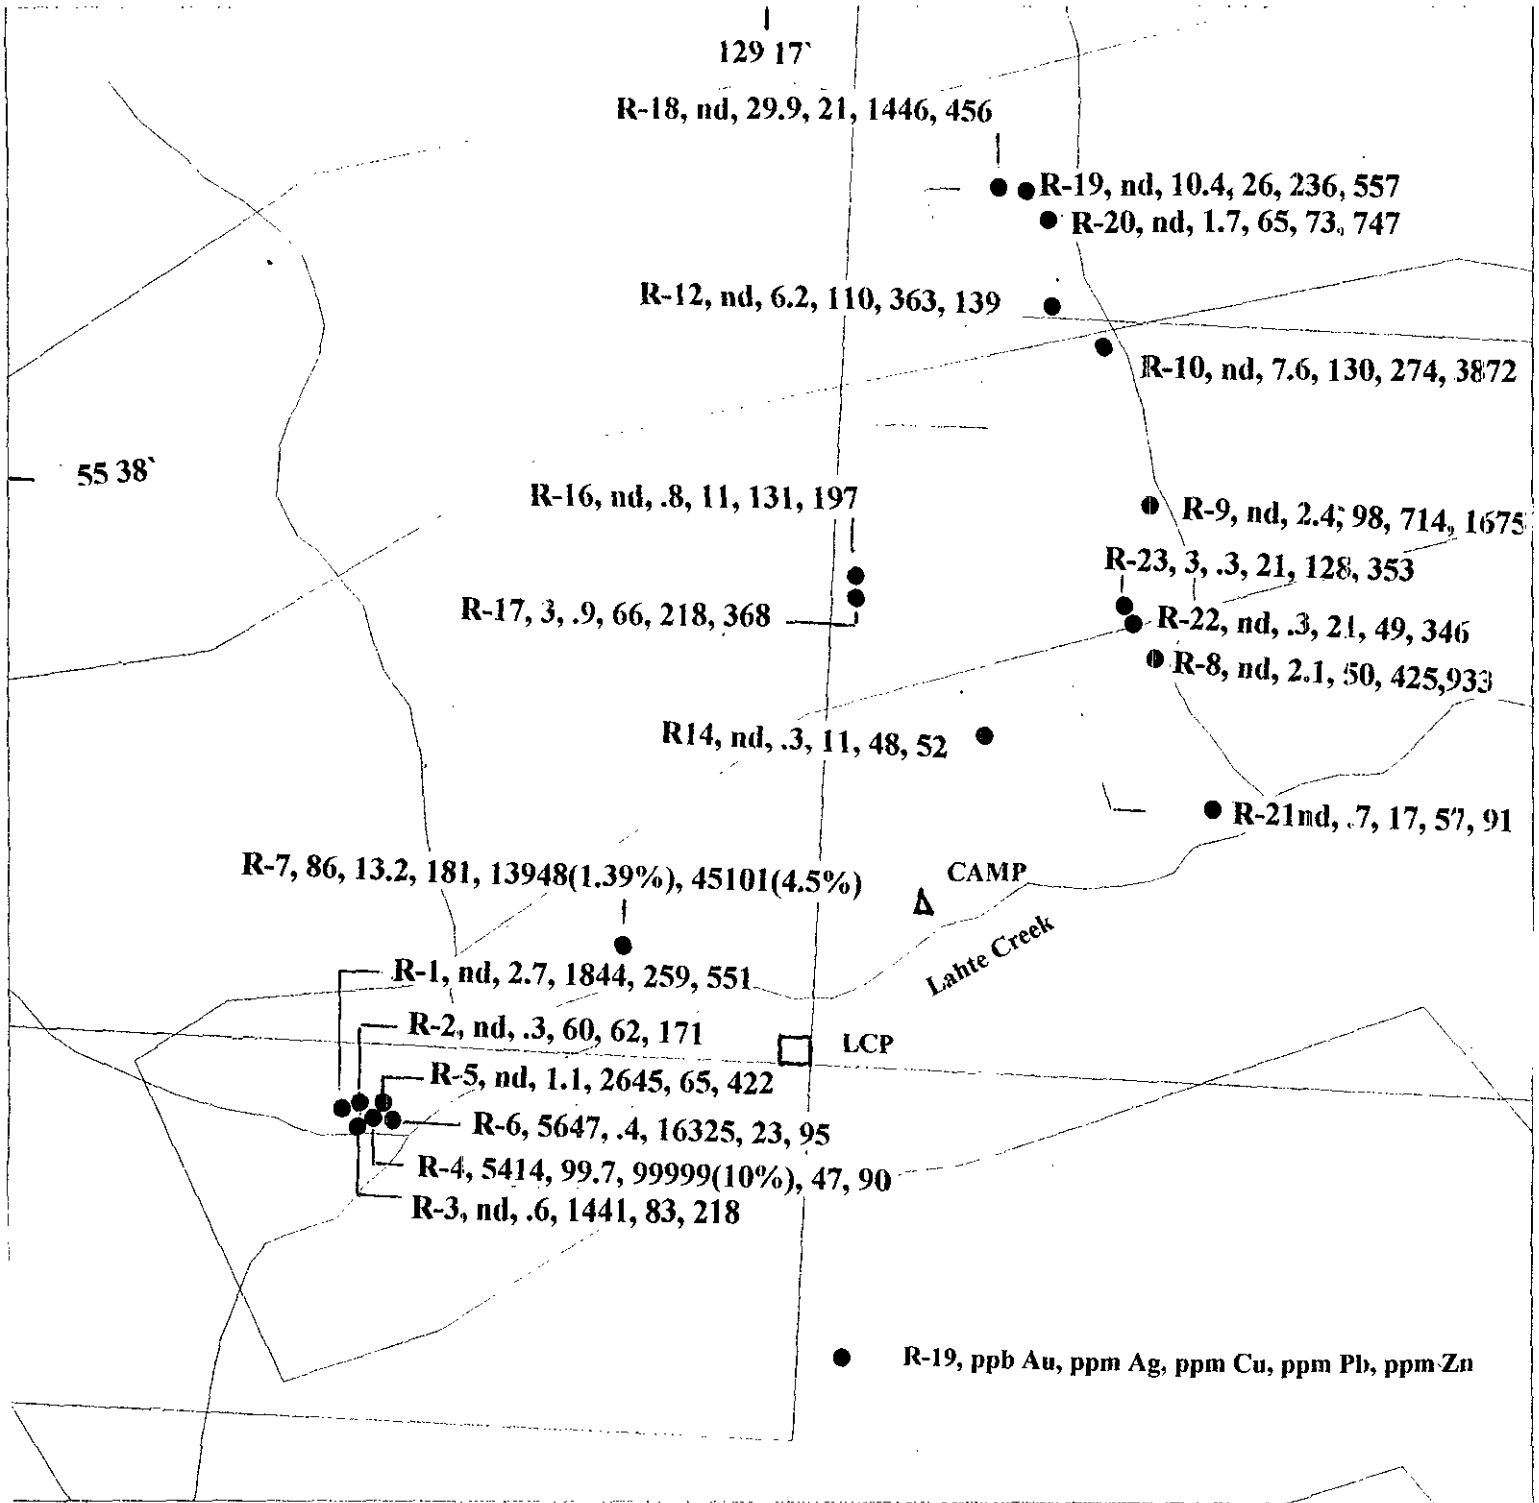 129 17`
R-18, nd, 29.9, 21, 1446, 456
R-19, nd, 10.4, 26, 236, 557
R-20, nd, 1.7, 65, 73, 747
R-12, nd, 6.2, 110, 363, 139
R-10, nd, 7.6, 130, 274, 3872
55 38`
R-16, nd, .8, 11, 131, 197
R-9, nd, 2.4, 98, 714, 1675
R-23, 3, .3, 21, 128, 353
R-17, 3, .9, 66, 218, 368
R-22, nd, .3, 21, 49, 346
R-8, nd, 2.1, 50, 425,933
R14, nd, .3, 11, 48, 52
R-21nd, .7, 17, 57, 91
R-7, 86, 13.2, 181, 13948(1.39%), 45101(4.5%)
CAMP
Lahte Creek
R-1, nd, 2.7, 1844, 259, 551
R-2, nd, .3, 60, 62, 171
LCP
R-5, nd, 1.1, 2645, 65, 422
R-6, 5647, .4, 16325, 23, 95
R-4, 5414, 99.7, 99999(10%), 47, 90
R-3, nd, .6, 1441, 83, 218
R-19, ppb Au, ppm Ag, ppm Cu, ppm Pb, ppm Zn